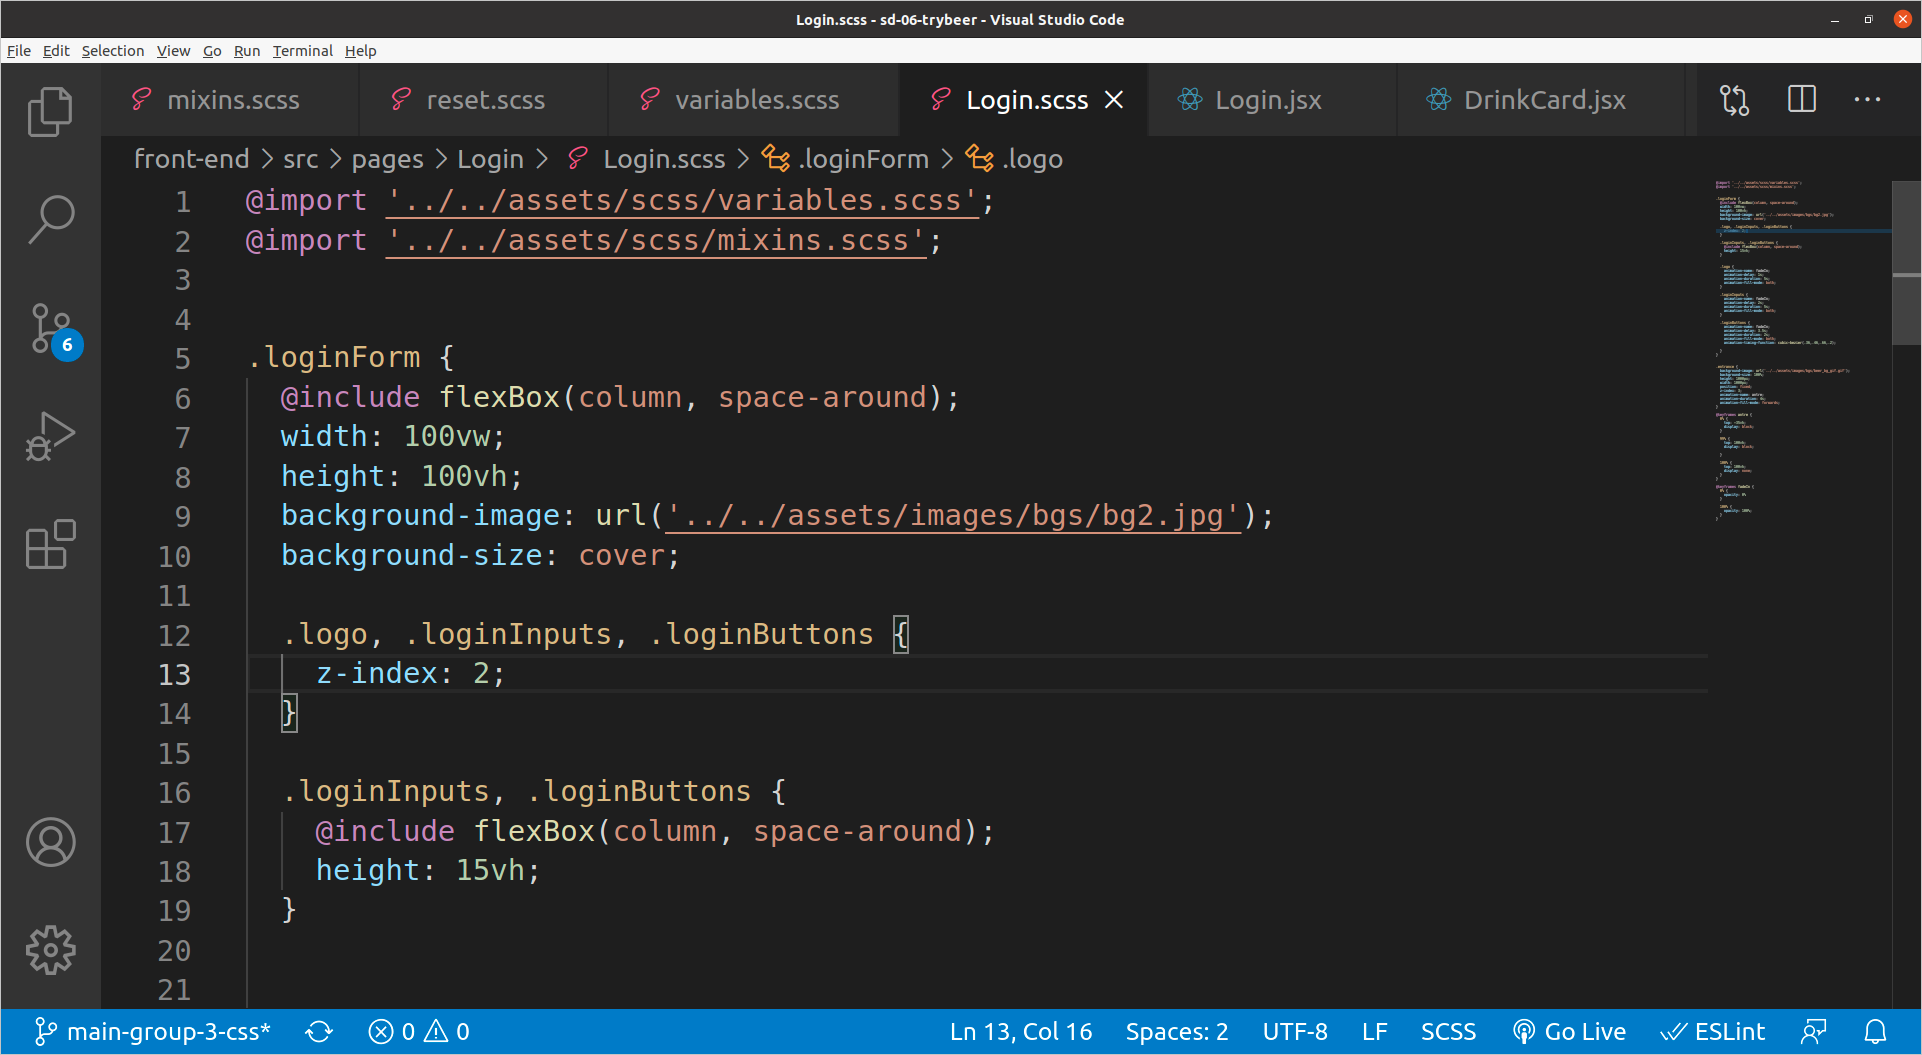 Login.scss - sd-06-trybeer - Visual Studio Code
File Edit Selection View Go Run Terminal Help
mixins.scss reset.scss variables.scss Login.scss Login.jsx DrinkCard.jsx
front-end > src > pages > Login > Login.scss > .loginForm > .logo
1 @import '../../assets/scss/variables.scss';
2 @import '../../assets/scss/mixins.scss';
3
4
5 .loginForm {
6 @include flexBox(column, space-around);
7 width: 100vw;
8 height: 100vh;
9 background-image: url('../../assets/images/bgs/bg2.jpg');
10 background-size: cover;
11
12 .logo, .loginInputs, .loginButtons {
13 z-index: 2;
14 }
15
16 .loginInputs, .loginButtons {
17 @include flexBox(column, space-around);
18 height: 15vh;
19 }
20
21
6
main-group-3-css* 0 0 Ln 13, Col 16 Spaces: 2 UTF-8 LF SCSS Go Live ESLint